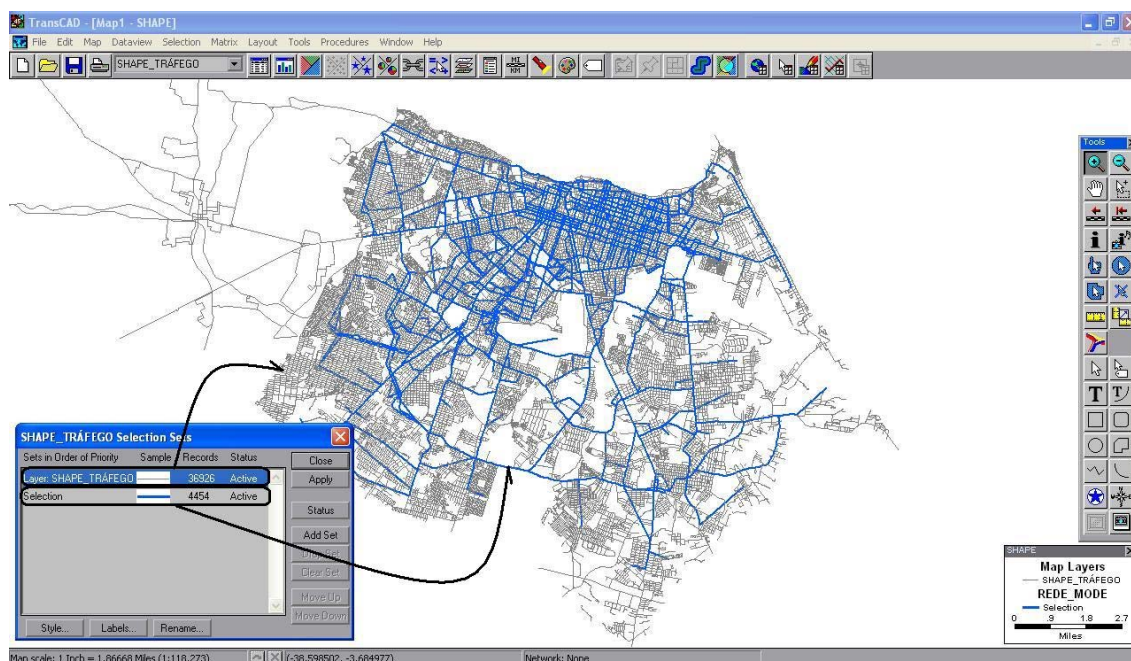 TransCAD - [Map1 - SHAPE]
File Edit Map Dataview Selection Matrix Layout Tools Procedures Window Help
SHAPE_TRÁFEGO
MI
KM
Tools
SHAPE_TRÁFEGO Selection Sets
Sets in Order of Priority Sample Records Status
Layer: SHAPE_TRÁFEGO 36926 Active
Selection 4454 Active
Close
Apply
Status
Add Set
Drop Set
Clear Set
Move Up
Move Down
Style... Labels... Rename...
SHAPE
Map Layers
SHAPE_TRÁFEGO
REDE_MODE
Selection
0 .9 1.8 2.7
Miles
Map scale: 1 Inch = 1.86668 Miles (1:118,273) (-38.598502, -3.684977) Network: None